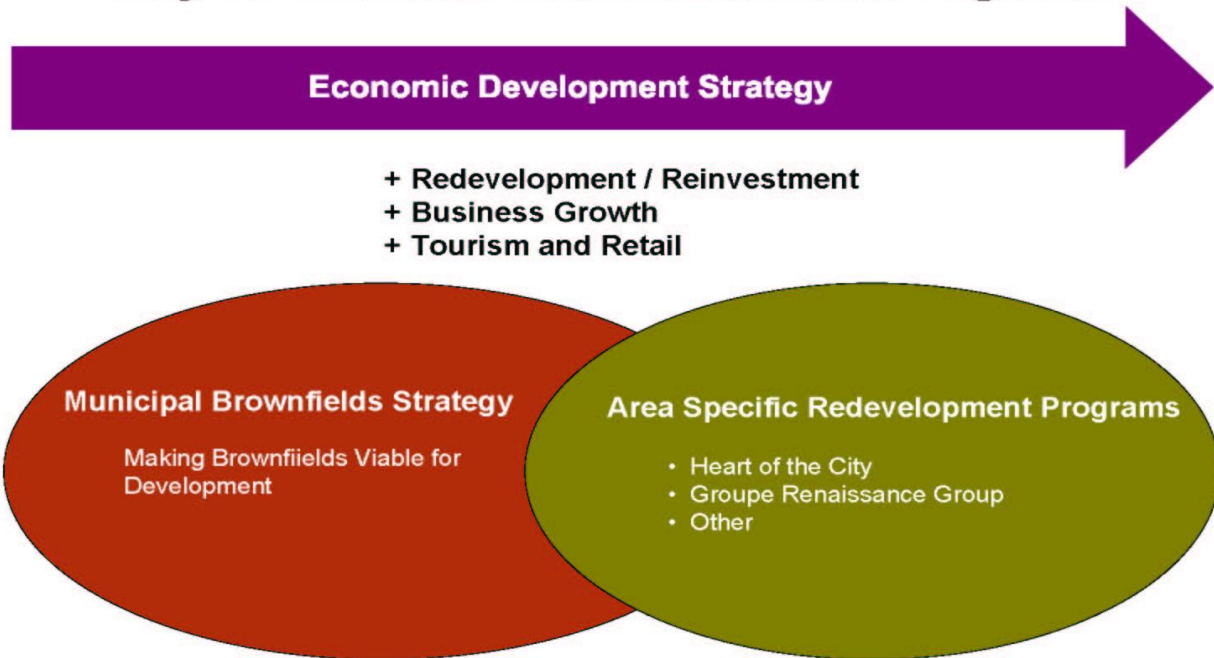 Economic Development Strategy
+ Redevelopment / Reinvestment
+ Business Growth
+ Tourism and Retail
Municipal Brownfields Strategy
Making Brownfiields Viable for
Development
Area Specific Redevelopment Programs
• Heart of the City
• Groupe Renaissance Group
• Other